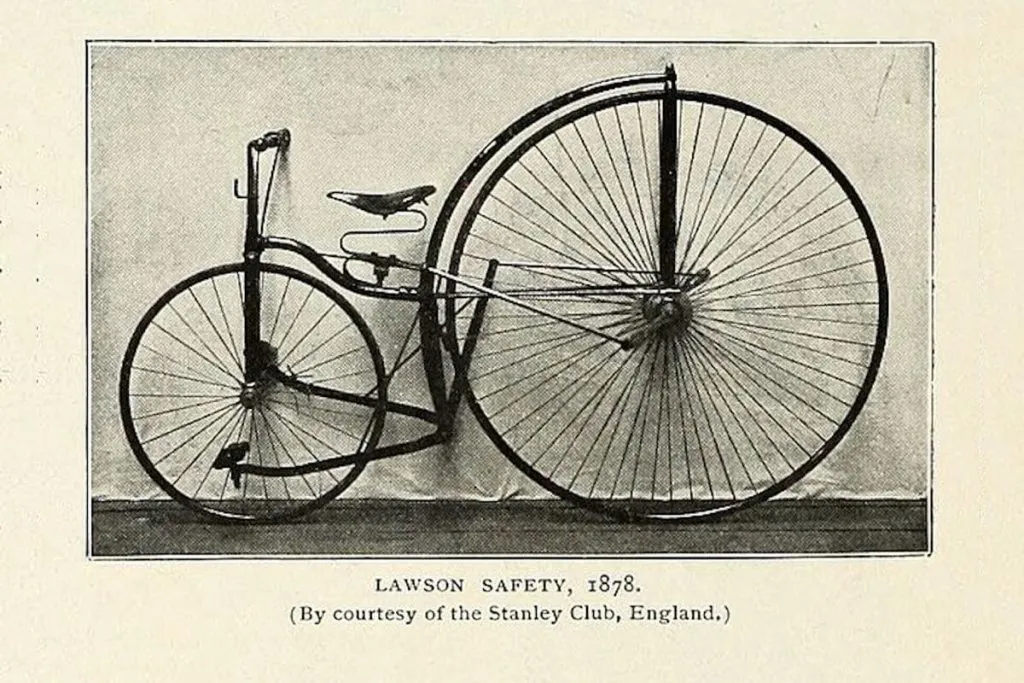 LAWSON SAFETY, 1878.
(By courtesy of the Stanley Club, England.)